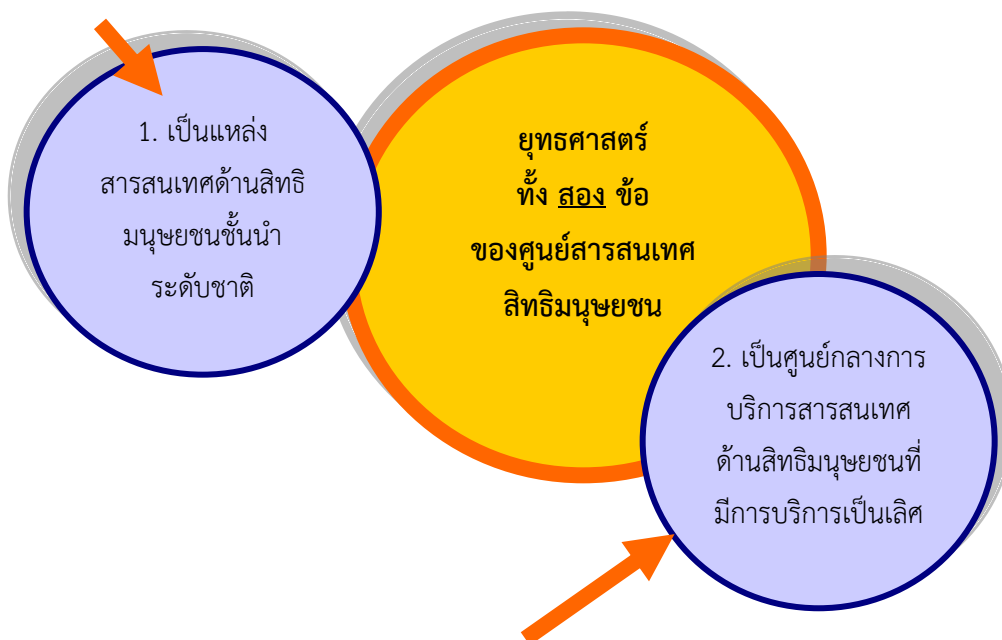 1. เป็นแหล่ง
สารสนเทศด้านสิทธิ
มนุษยชนชั้นนำ
ระดับชาติ
ยุทธศาสตร์
ทั้ง สอง ข้อ
ของศูนย์สารสนเทศ
สิทธิมนุษยชน
2. เป็นศูนย์กลางการ
บริการสารสนเทศ
ด้านสิทธิมนุษยชนที่
มีการบริการเป็นเลิศ